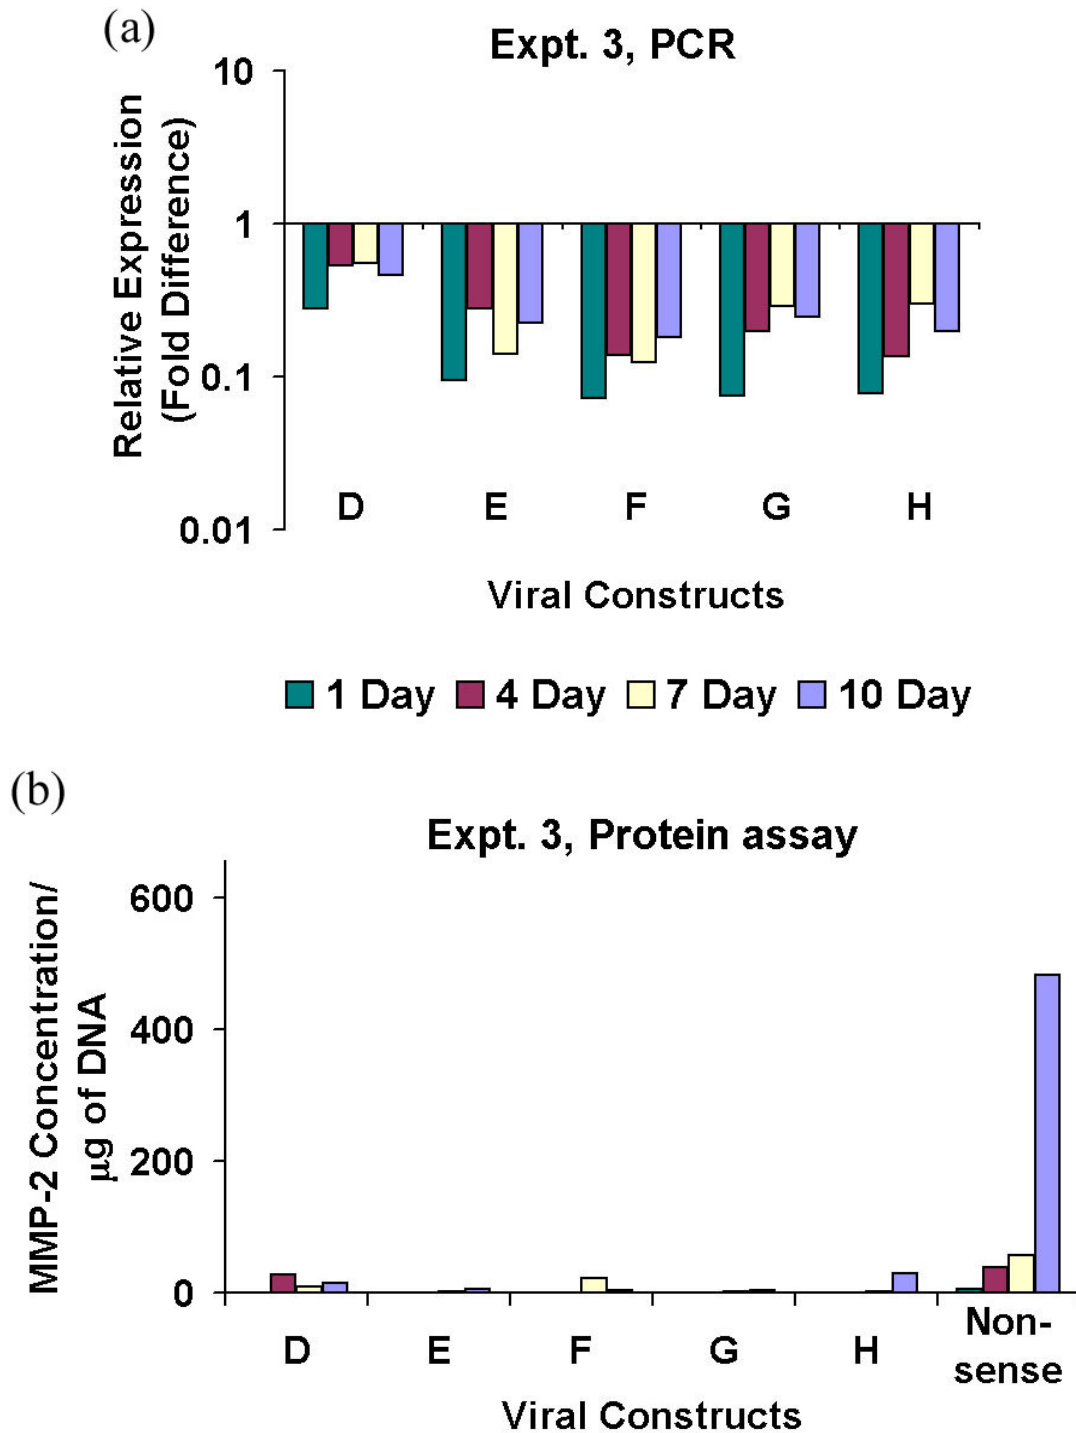 (a)
Expt. 3, PCR
Relative Expression
(Fold Difference)
10
1
0.1
0.01
D E F G H
Viral Constructs
1 Day 4 Day 7 Day 10 Day
(b)
Expt. 3, Protein assay
MMP-2 Concentration/
µg of DNA
600
400
200
0
D E F G H Non-
sense
Viral Constructs